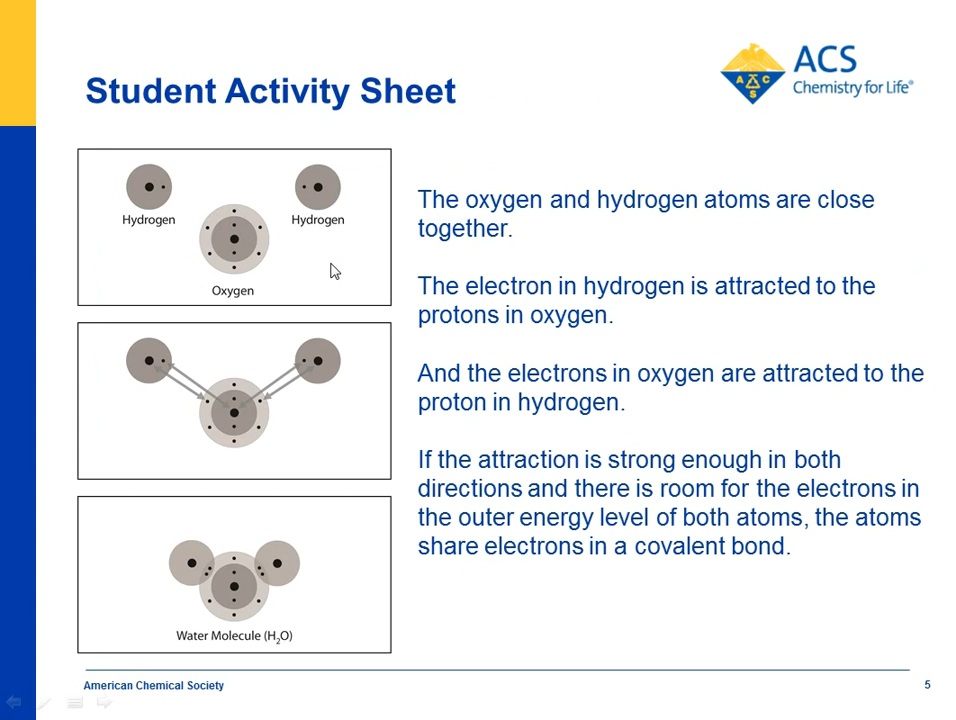 Student Activity Sheet
A C C S
ACS
Chemistry for Life®
Hydrogen
Hydrogen
Oxygen
Water Molecule (H₂O)
The oxygen and hydrogen atoms are close
together.
The electron in hydrogen is attracted to the
protons in oxygen.
And the electrons in oxygen are attracted to the
proton in hydrogen.
If the attraction is strong enough in both
directions and there is room for the electrons in
the outer energy level of both atoms, the atoms
share electrons in a covalent bond.
American Chemical Society
5